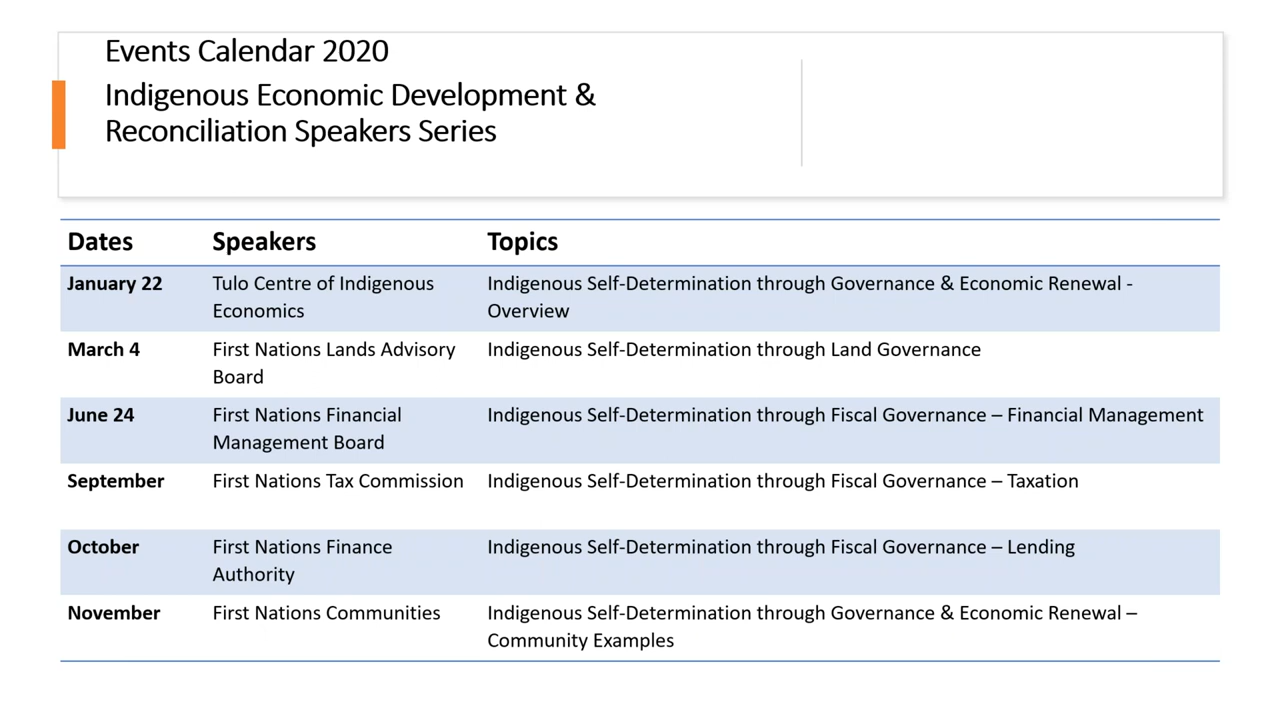 Events Calendar 2020
Indigenous Economic Development &
Reconciliation Speakers Series
Dates Speakers Topics
January 22 Tulo Centre of Indigenous Economics Indigenous Self-Determination through Governance & Economic Renewal - Overview
March 4 First Nations Lands Advisory Board Indigenous Self-Determination through Land Governance
June 24 First Nations Financial Management Board Indigenous Self-Determination through Fiscal Governance – Financial Management
September First Nations Tax Commission Indigenous Self-Determination through Fiscal Governance – Taxation
October First Nations Finance Authority Indigenous Self-Determination through Fiscal Governance – Lending
November First Nations Communities Indigenous Self-Determination through Governance & Economic Renewal – Community Examples